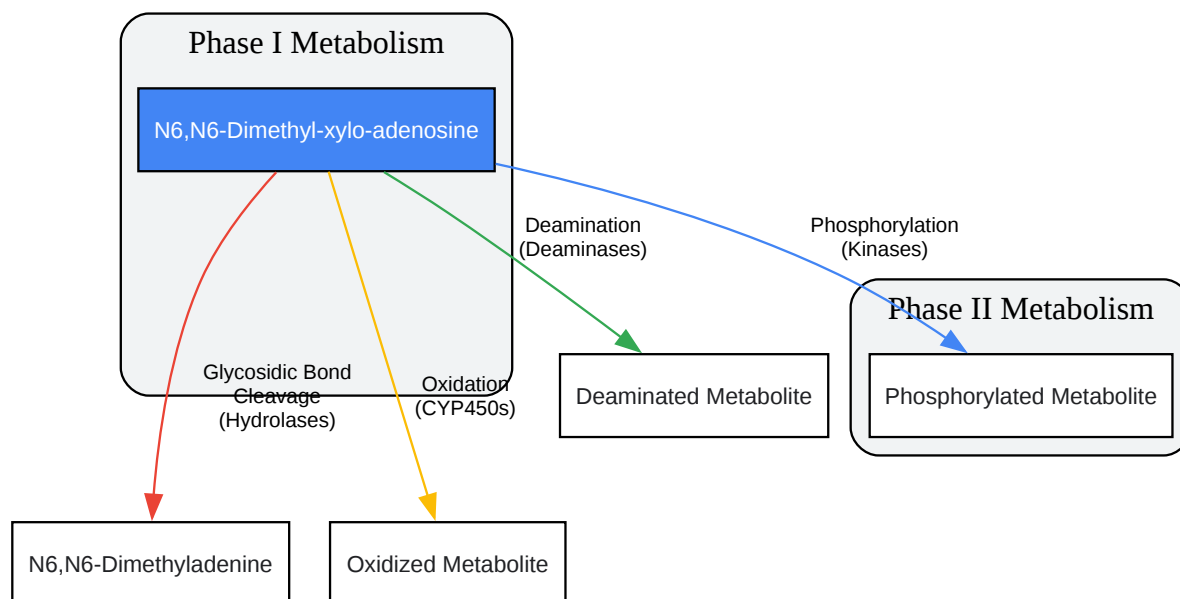 Phase I Metabolism
N6,N6-Dimethyl-xylo-adenosine
Deamination
(Deaminases)
Phosphorylation
(Kinases)
Phase II Metabolism
Glycosidic Bond
Cleavage
(Hydrolases)
Oxidation
(CYP450s)
Deaminated Metabolite
Phosphorylated Metabolite
N6,N6-Dimethyladenine
Oxidized Metabolite